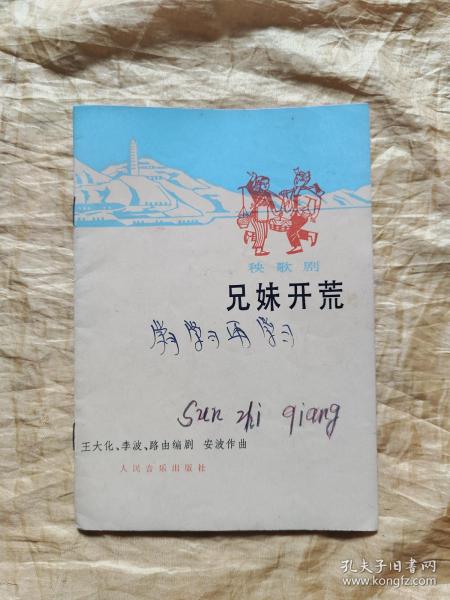 秧歌剧
兄妹开荒
学习学习再学习
sun zhi qiang
王大化、李波、路由编剧 安波作曲
人民音乐出版社
孔夫子旧书网
www.kongfz.com